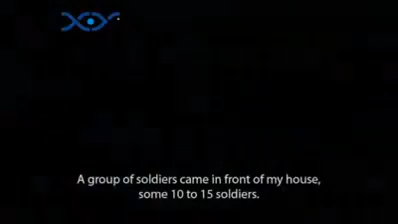 A group of soldiers came in front of my house,
some 10 to 15 soldiers.